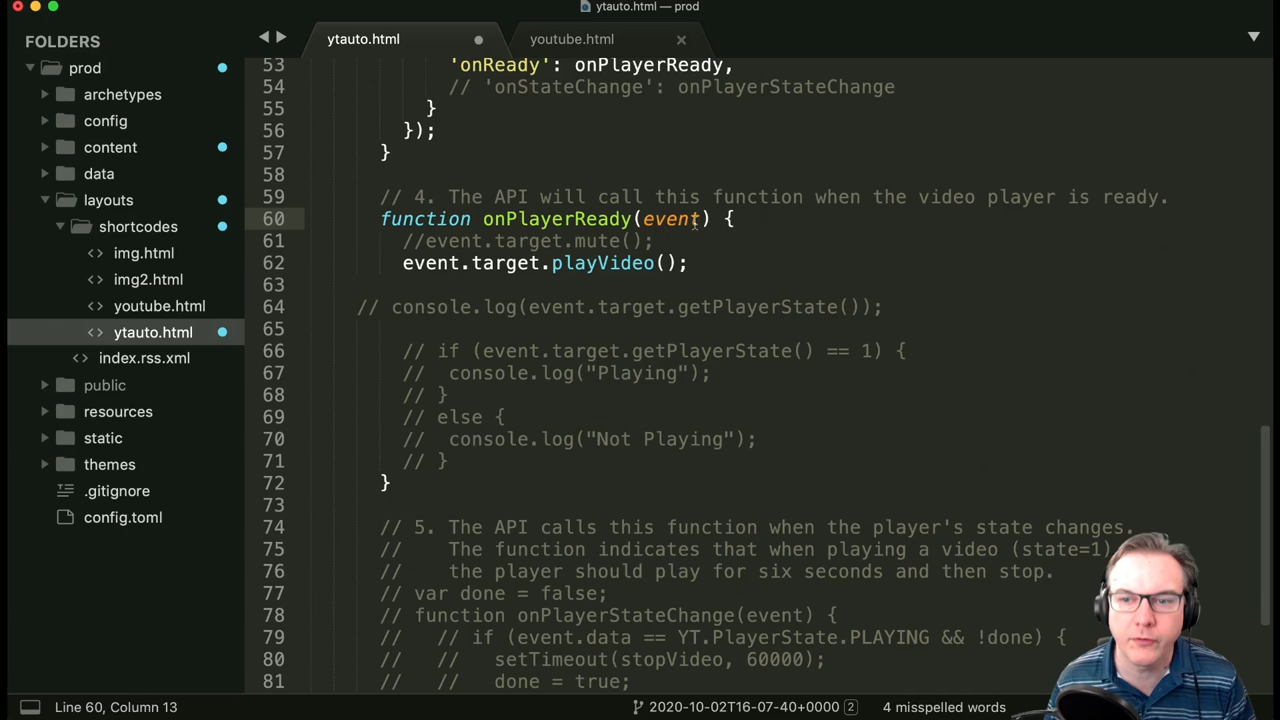 ytauto.html — prod
FOLDERS
prod
archetypes
config
content
data
layouts
shortcodes
<> img.html
<> img2.html
<> youtube.html
<> ytauto.html
<> index.rss.xml
public
resources
static
themes
.gitignore
config.toml
ytauto.html
youtube.html ×
53 'onReady': onPlayerReady,
54 // 'onStateChange': onPlayerStateChange
55 }
56 });
57 }
58
59 // 4. The API will call this function when the video player is ready.
60 function onPlayerReady(event) {
61 //event.target.mute();
62 event.target.playVideo();
63
64 // console.log(event.target.getPlayerState());
65
66 // if (event.target.getPlayerState() == 1) {
67 // console.log("Playing");
68 // }
69 // else {
70 // console.log("Not Playing");
71 // }
72 }
73
74 // 5. The API calls this function when the player's state changes.
75 // The function indicates that when playing a video (state=1)
76 // the player should play for six seconds and then stop.
77 // var done = false;
78 // function onPlayerStateChange(event) {
79 // // if (event.data == YT.PlayerState.PLAYING && !done) {
80 // // setTimeout(stopVideo, 60000);
81 // // done = true;
Line 60, Column 13
2020-10-02T16-07-40+0000 2
4 misspelled words